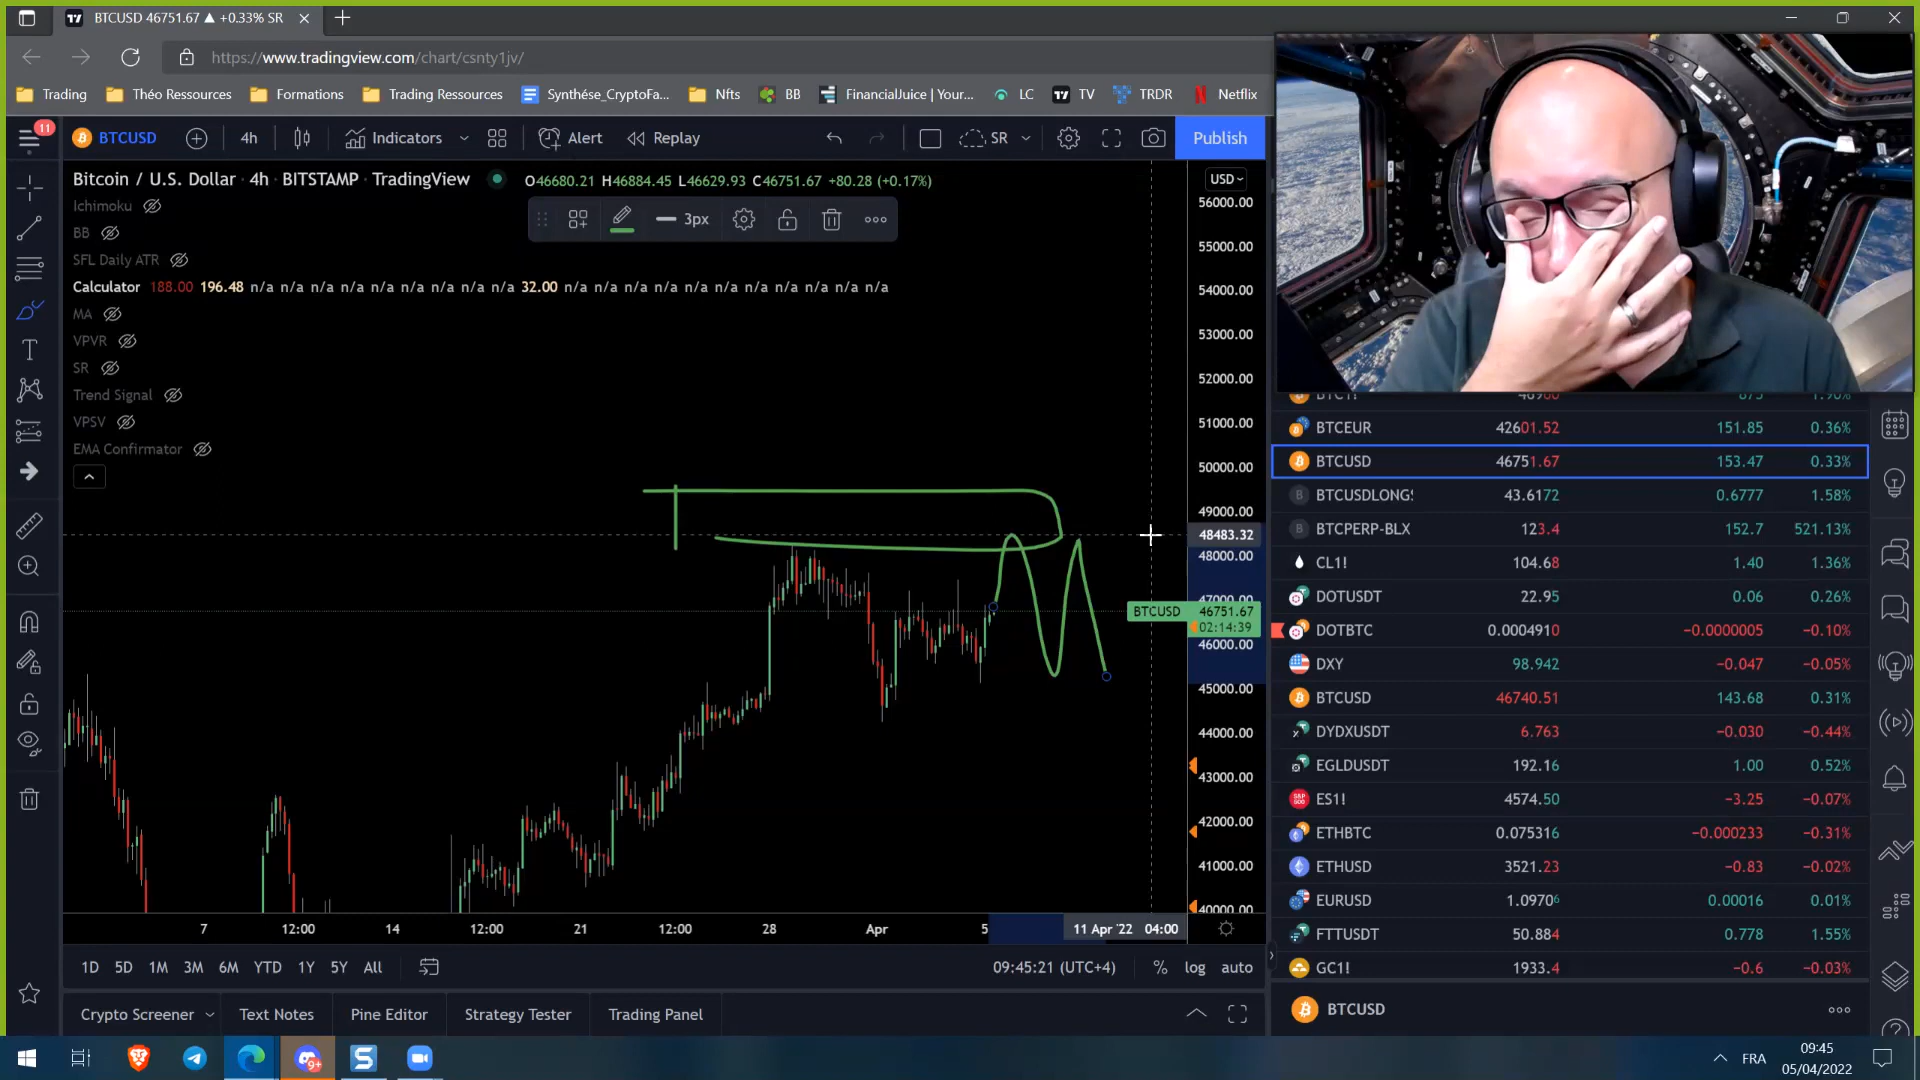 BTCUSD 46751.67 ▲ +0.33% SR
https://www.tradingview.com/chart/csnty1jv/
Trading Théo Ressources Formations Trading Ressources Synthése_CryptoFa... Nfts BB FinancialJuice | Your... LC TV TRDR Netflix
11
BTCUSD 4h Indicators Alert Replay SR Publish
Bitcoin / U.S. Dollar · 4h · BITSTAMP · TradingView O46680.21 H46884.45 L46629.93 C46751.67 +80.28 (+0.17%)
USD
Ichimoku
3px
BB
SFL Daily ATR
Calculator 188.00 196.48 n/a n/a n/a n/a n/a n/a n/a n/a n/a 32.00 n/a n/a n/a n/a n/a n/a n/a n/a n/a n/a n/a
MA
VPVR
SR
Trend Signal
VPSV
EMA Confirmator
56000.00
55000.00
54000.00
53000.00
52000.00
51000.00
50000.00
49000.00
48483.32
48000.00
47000.00
BTCUSD 46751.67
02:14:39
46000.00
45000.00
44000.00
43000.00
42000.00
41000.00
40000.00
7 12:00 14 12:00 21 12:00 28 Apr 5 11 Apr '22 04:00
1D 5D 1M 3M 6M YTD 1Y 5Y All 09:45:21 (UTC+4) % log auto
Crypto Screener Text Notes Pine Editor Strategy Tester Trading Panel
BTC1! 1.90%
BTCEUR 42601.52 151.85 0.36%
BTCUSD 46751.67 153.47 0.33%
BTCUSDLONGS 43.6172 0.6777 1.58%
BTCPERP-BLX 123.4 152.7 521.13%
CL1! 104.68 1.40 1.36%
DOTUSDT 22.95 0.06 0.26%
DOTBTC 0.0004910 −0.0000005 −0.10%
DXY 98.942 −0.047 −0.05%
BTCUSD 46740.51 143.68 0.31%
DYDXUSDT 6.763 −0.030 −0.44%
EGLDUSDT 192.16 1.00 0.52%
ES1! 4574.50 −3.25 −0.07%
ETHBTC 0.075316 −0.000233 −0.31%
ETHUSD 3521.23 −0.83 −0.02%
EURUSD 1.09706 0.00016 0.01%
FTTUSDT 50.884 0.778 1.55%
GC1! 1933.4 −0.6 −0.03%
BTCUSD
9+
FRA
09:45
05/04/2022